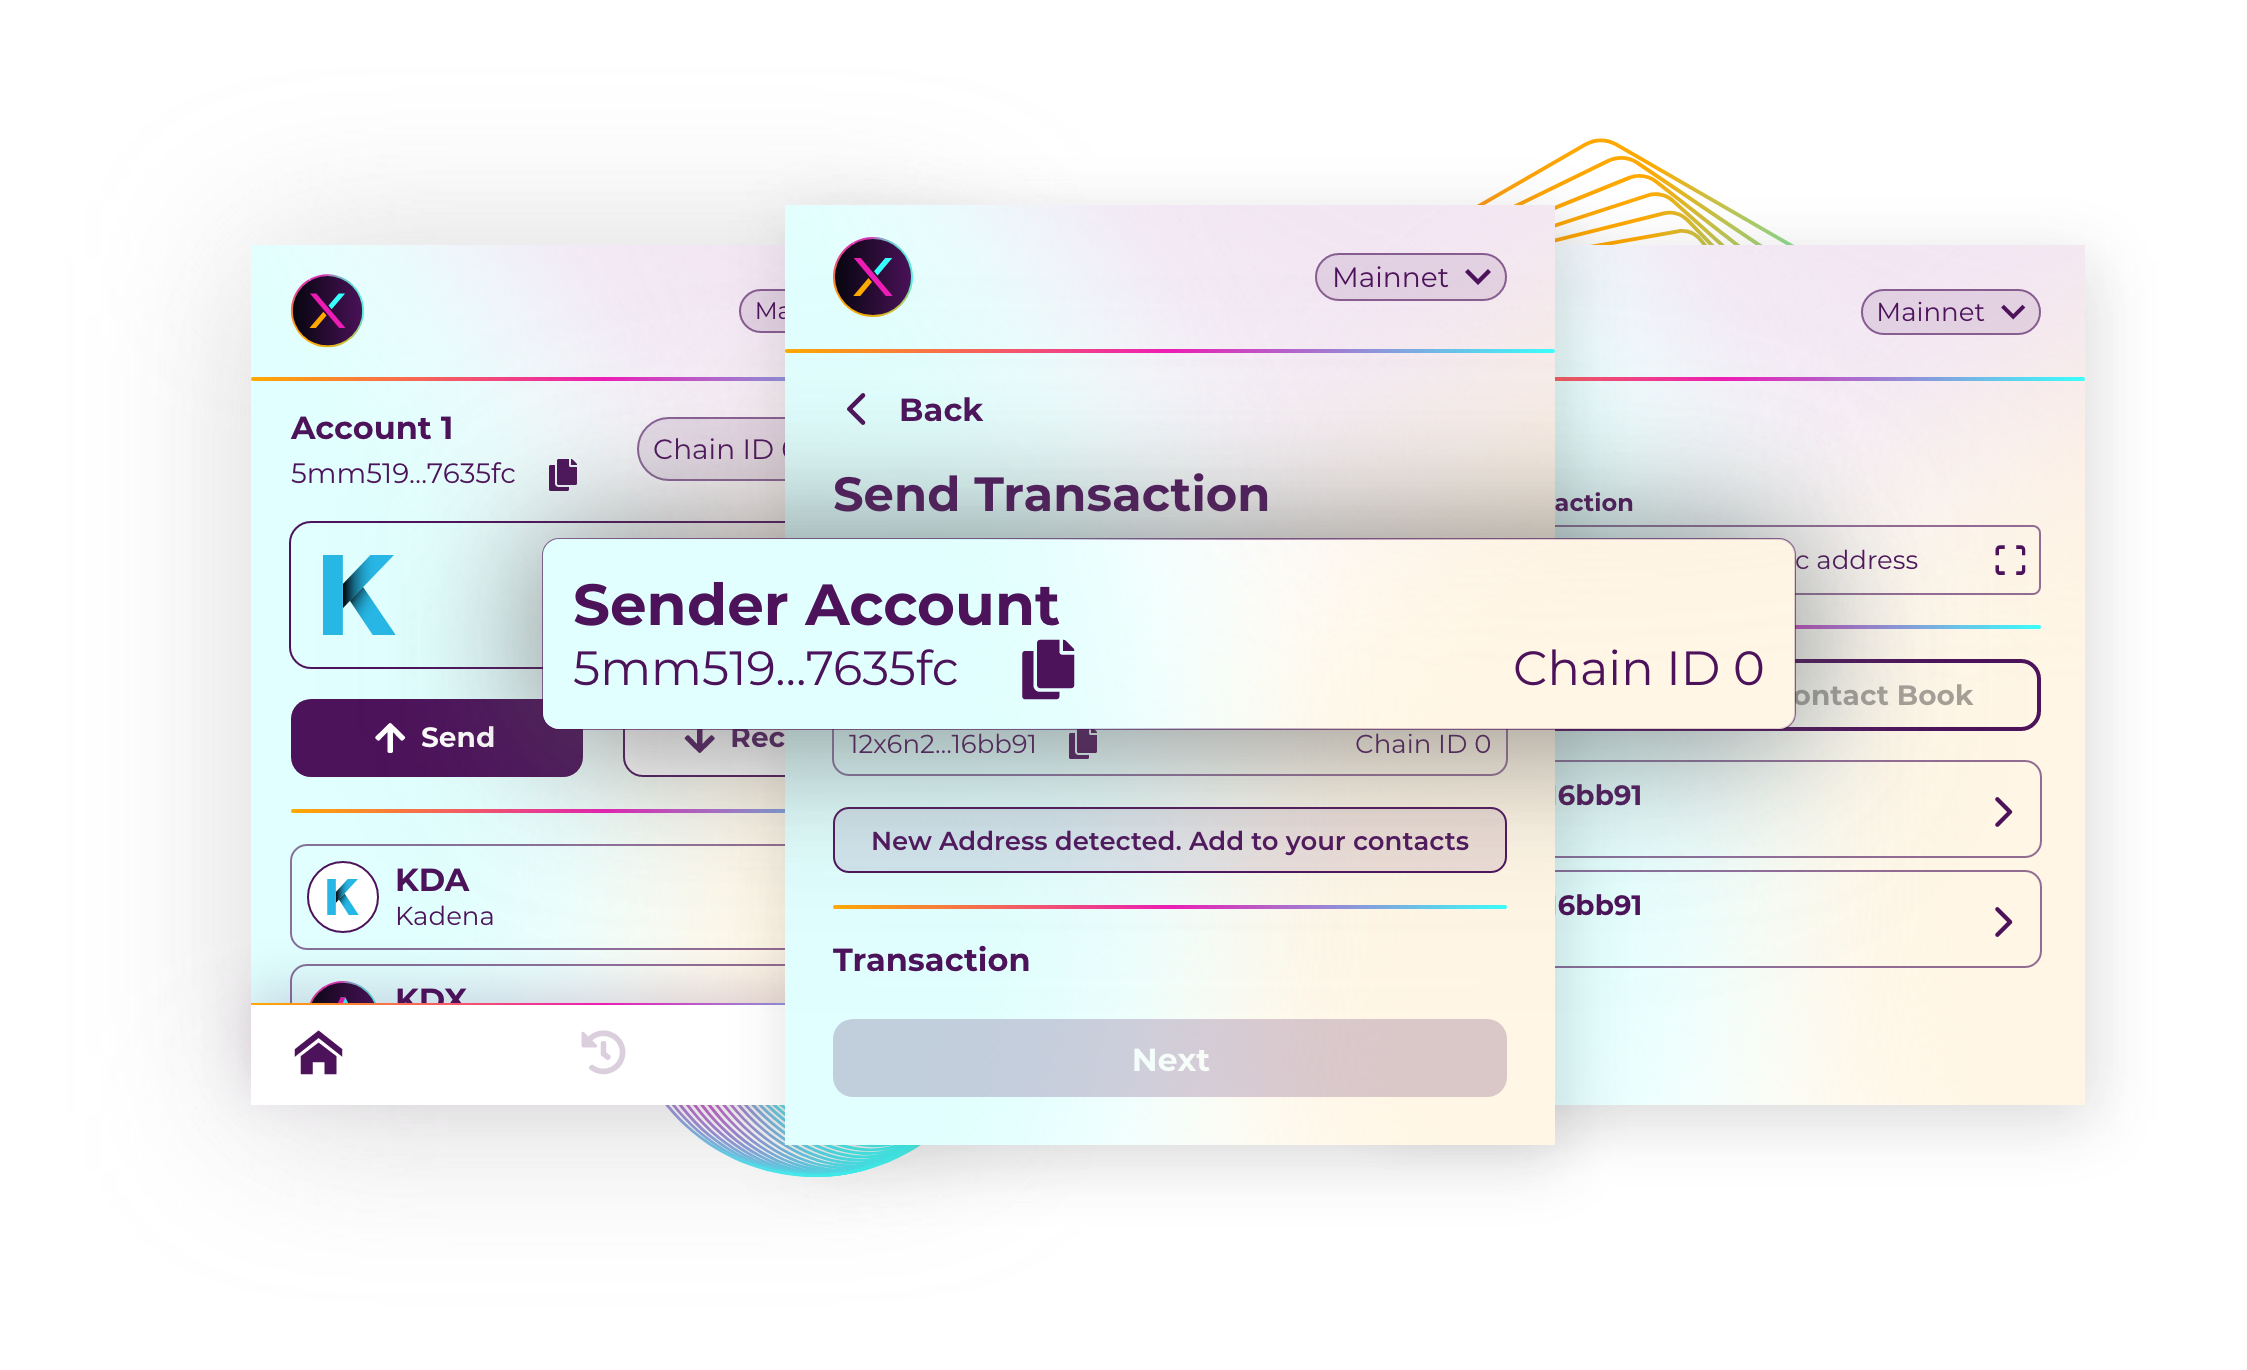 Account 1
5mm519...7635fc
Chain ID
Send
KDA
Kadena
KDX
Mainnet
Back
Send Transaction
Sender Account
5mm519...7635fc
Chain ID 0
12x6n2...16bb91
Chain ID 0
New Address detected. Add to your contacts
Transaction
Next
Mainnet
action
c address
ontact Book
6bb91
6bb91